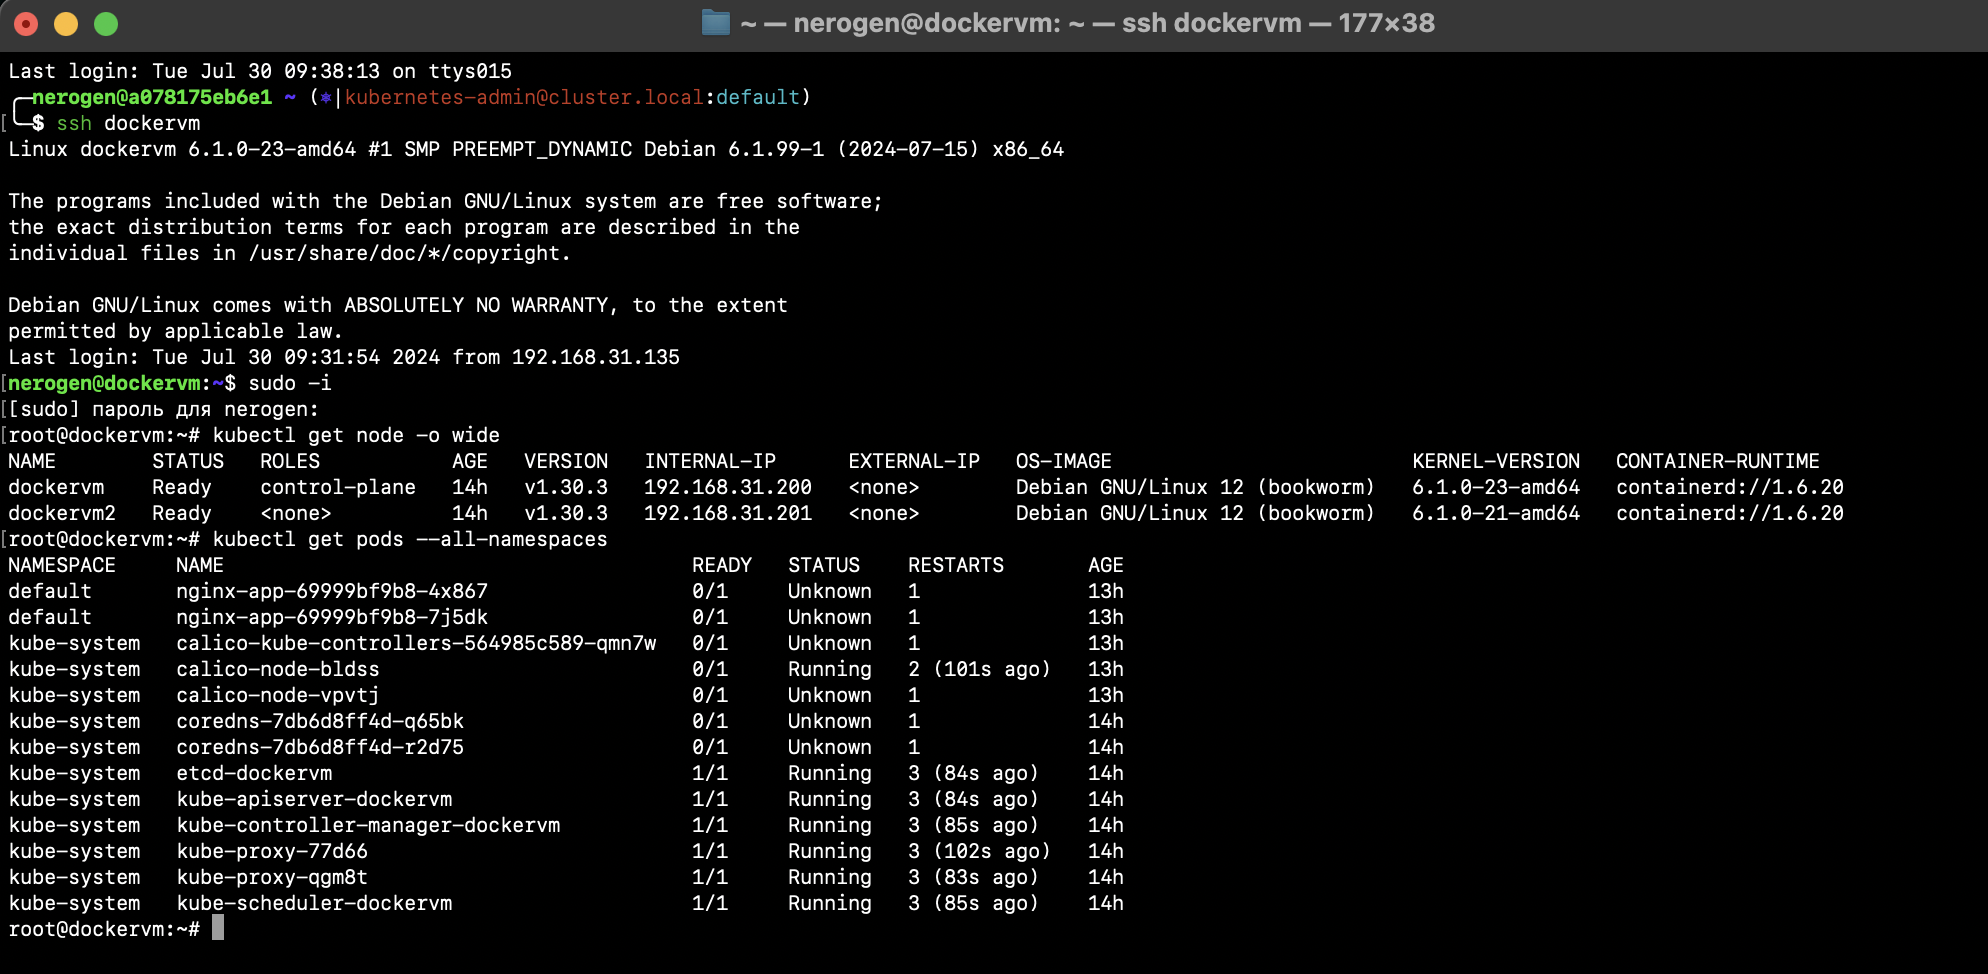 ~ — nerogen@dockervm: ~ — ssh dockervm — 177×38
Last login: Tue Jul 30 09:38:13 on ttys015
nerogen@a078175eb6e1 ~ (⎈|kubernetes-admin@cluster.local:default)
$ ssh dockervm
Linux dockervm 6.1.0-23-amd64 #1 SMP PREEMPT_DYNAMIC Debian 6.1.99-1 (2024-07-15) x86_64
The programs included with the Debian GNU/Linux system are free software;
the exact distribution terms for each program are described in the
individual files in /usr/share/doc/*/copyright.
Debian GNU/Linux comes with ABSOLUTELY NO WARRANTY, to the extent
permitted by applicable law.
Last login: Tue Jul 30 09:31:54 2024 from 192.168.31.135
nerogen@dockervm:~$ sudo -i
[sudo] пароль для nerogen:
root@dockervm:~# kubectl get node -o wide
NAME STATUS ROLES AGE VERSION INTERNAL-IP EXTERNAL-IP OS-IMAGE KERNEL-VERSION CONTAINER-RUNTIME
dockervm Ready control-plane 14h v1.30.3 192.168.31.200 <none> Debian GNU/Linux 12 (bookworm) 6.1.0-23-amd64 containerd://1.6.20
dockervm2 Ready <none> 14h v1.30.3 192.168.31.201 <none> Debian GNU/Linux 12 (bookworm) 6.1.0-21-amd64 containerd://1.6.20
root@dockervm:~# kubectl get pods --all-namespaces
NAMESPACE NAME READY STATUS RESTARTS AGE
default nginx-app-69999bf9b8-4x867 0/1 Unknown 1 13h
default nginx-app-69999bf9b8-7j5dk 0/1 Unknown 1 13h
kube-system calico-kube-controllers-564985c589-qmn7w 0/1 Unknown 1 13h
kube-system calico-node-bldss 0/1 Running 2 (101s ago) 13h
kube-system calico-node-vpvtj 0/1 Unknown 1 13h
kube-system coredns-7db6d8ff4d-q65bk 0/1 Unknown 1 14h
kube-system coredns-7db6d8ff4d-r2d75 0/1 Unknown 1 14h
kube-system etcd-dockervm 1/1 Running 3 (84s ago) 14h
kube-system kube-apiserver-dockervm 1/1 Running 3 (84s ago) 14h
kube-system kube-controller-manager-dockervm 1/1 Running 3 (85s ago) 14h
kube-system kube-proxy-77d66 1/1 Running 3 (102s ago) 14h
kube-system kube-proxy-qgm8t 1/1 Running 3 (83s ago) 14h
kube-system kube-scheduler-dockervm 1/1 Running 3 (85s ago) 14h
root@dockervm:~#